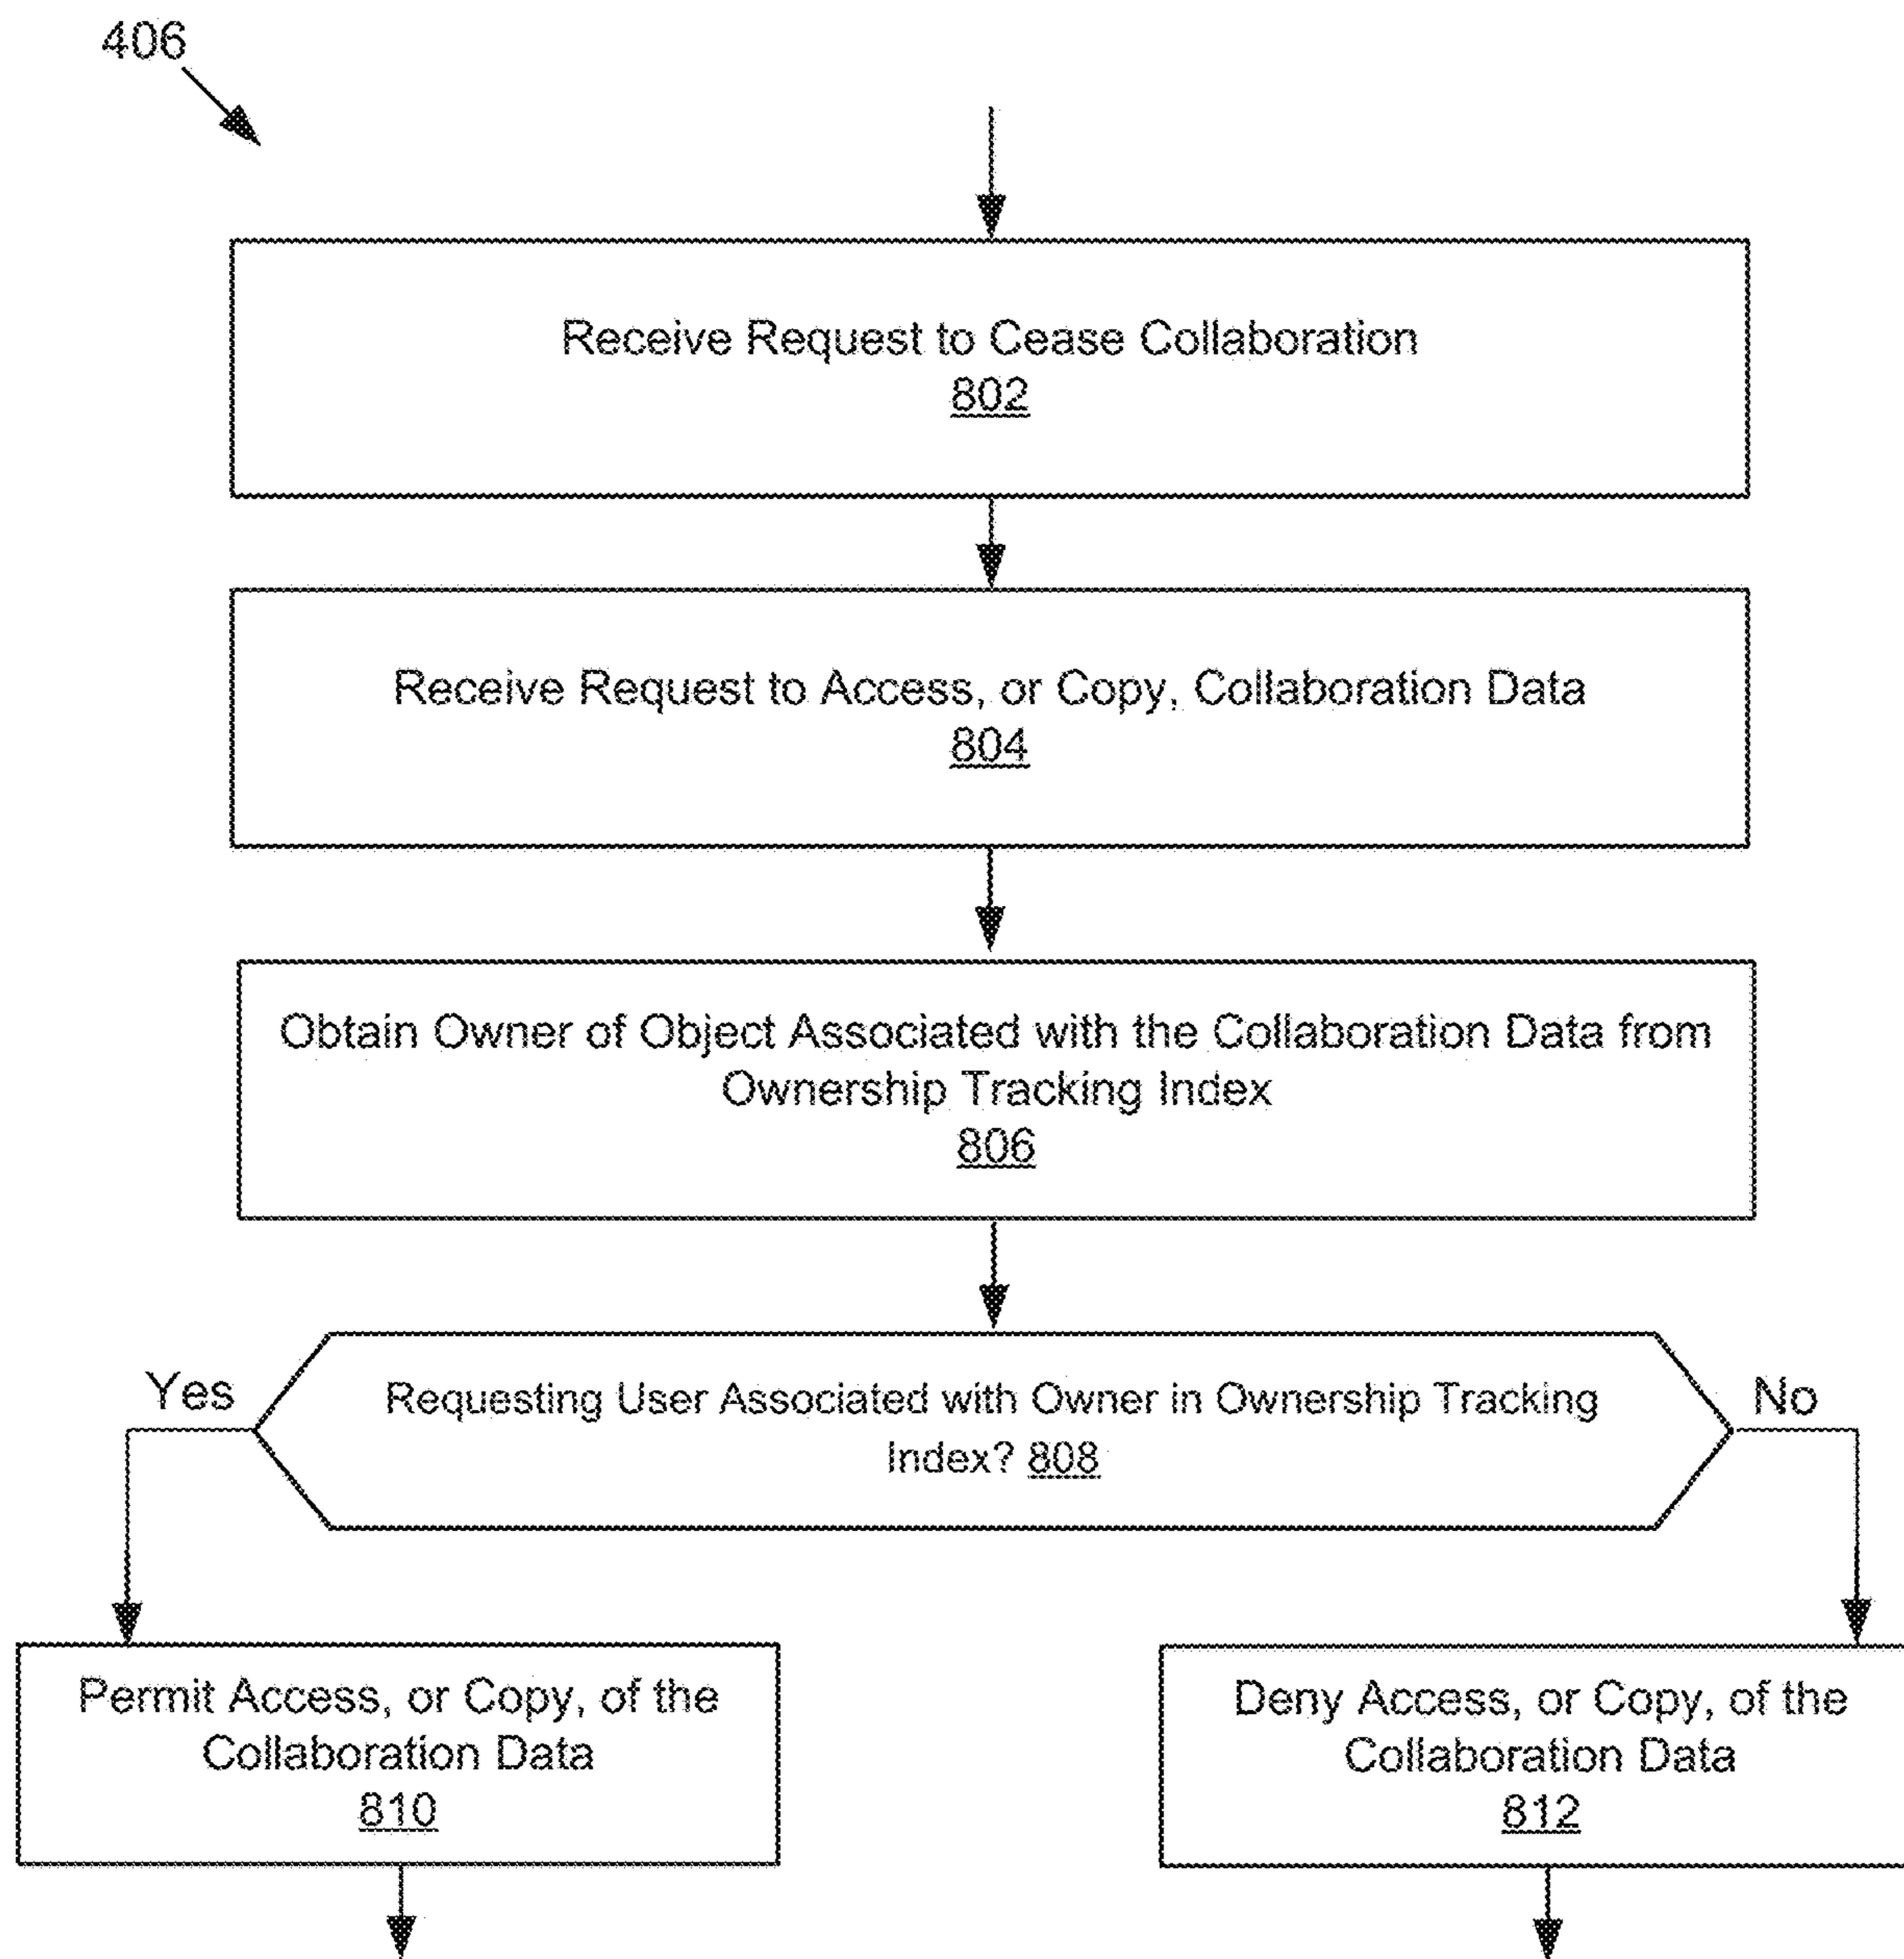 406
Receive Request to Cease Collaboration
802
Receive Request to Access, or Copy, Collaboration Data
804
Obtain Owner of Object Associated with the Collaboration Data from
Ownership Tracking Index
806
Yes
Requesting User Associated with Owner in Ownership Tracking
Index? 808
No
Permit Access, or Copy, of the
Collaboration Data
810
Deny Access, or Copy, of the
Collaboration Data
812